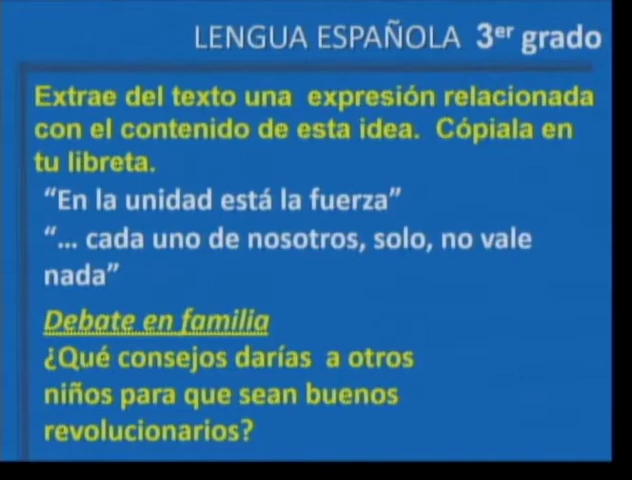 LENGUA ESPAÑOLA 3er grado
Extrae del texto una expresión relacionada
con el contenido de esta idea. Cópiala en
tu libreta.
“En la unidad está la fuerza”
“... cada uno de nosotros, solo, no vale
nada”
Debate en familia
¿Qué consejos darías a otros
niños para que sean buenos
revolucionarios?